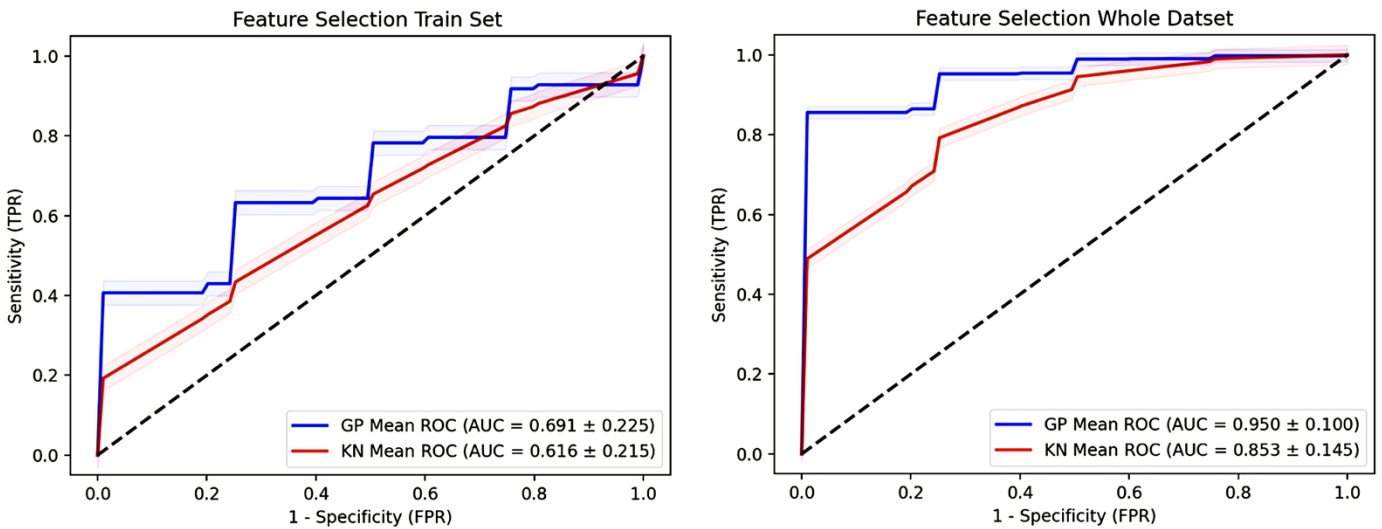 Feature Selection Train Set
1.0
0.8
0.6
0.4
0.2
0.0
Sensitivity (TPR)
GP Mean ROC (AUC = 0.691 ± 0.225)
KN Mean ROC (AUC = 0.616 ± 0.215)
0.0 0.2 0.4 0.6 0.8 1.0
1 - Specificity (FPR)
Feature Selection Whole Datset
1.0
0.8
0.6
0.4
0.2
0.0
Sensitivity (TPR)
GP Mean ROC (AUC = 0.950 ± 0.100)
KN Mean ROC (AUC = 0.853 ± 0.145)
0.0 0.2 0.4 0.6 0.8 1.0
1 - Specificity (FPR)